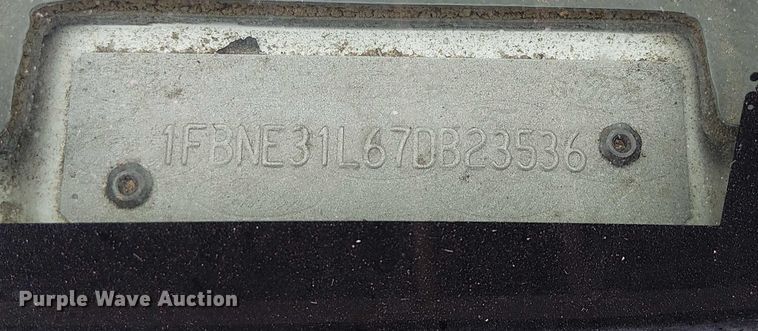 1FBNE31L67DB23536
Purple Wave Auction